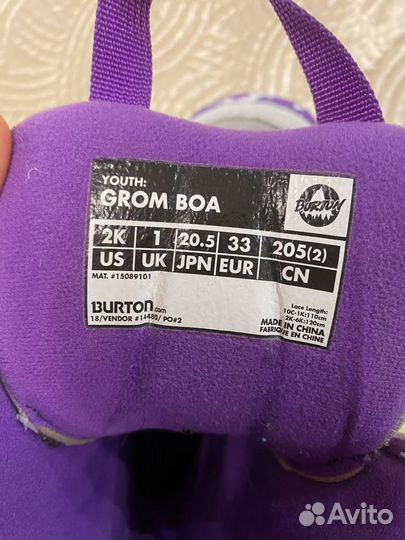 YOUTH:
GROM BOA
BURTON
2K 1 20.5 33 205(2)
US UK JPN EUR CN
MAT. #15089101
BURTON.com
18/VENDOR #14480/ PO#2
Lace Length:
10C-1K:110cm
2K-6K:120cm
MADE IN CHINA
FABRIQUÉ EN CHINE
Avito